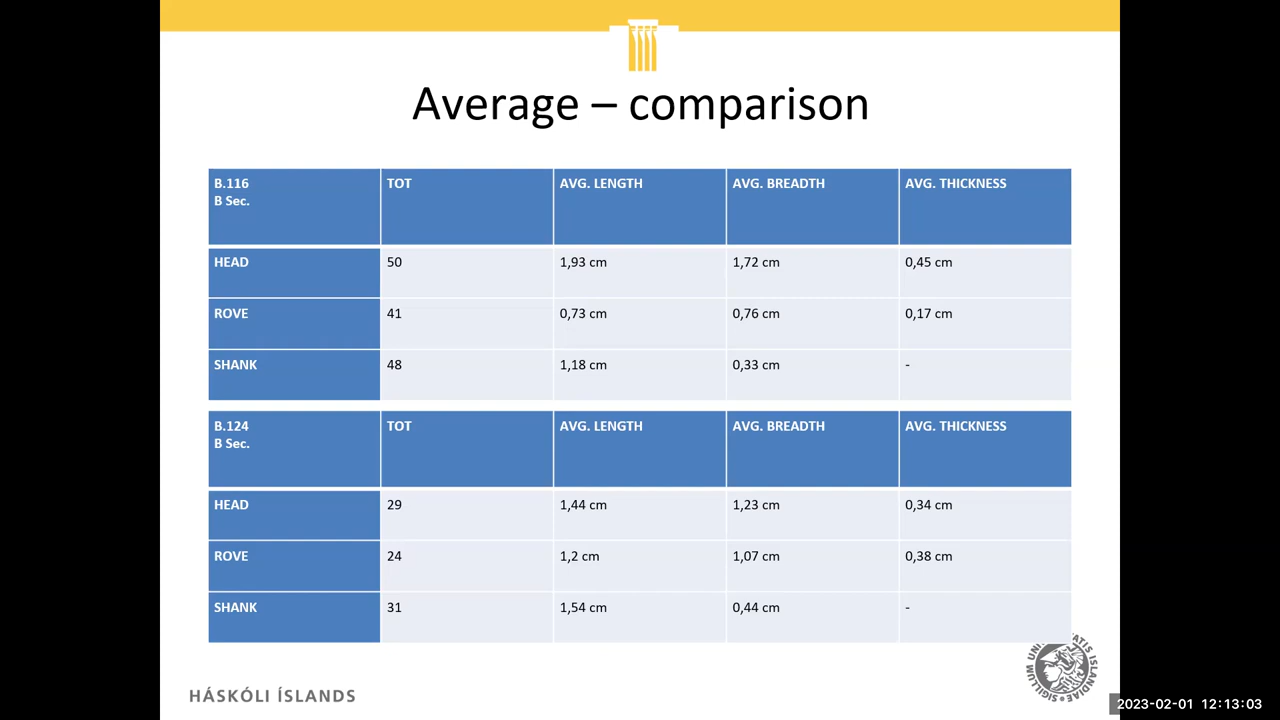 Average – comparison
B.116 TOT AVG. LENGTH AVG. BREADTH AVG. THICKNESS
B Sec.
HEAD 50 1,93 cm 1,72 cm 0,45 cm
ROVE 41 0,73 cm 0,76 cm 0,17 cm
SHANK 48 1,18 cm 0,33 cm -
B.124 TOT AVG. LENGTH AVG. BREADTH AVG. THICKNESS
B Sec.
HEAD 29 1,44 cm 1,23 cm 0,34 cm
ROVE 24 1,2 cm 1,07 cm 0,38 cm
SHANK 31 1,54 cm 0,44 cm -
HÁSKÓLI ÍSLANDS
SIGILLUM ISLANDIAE
2023-02-01 12:13:03